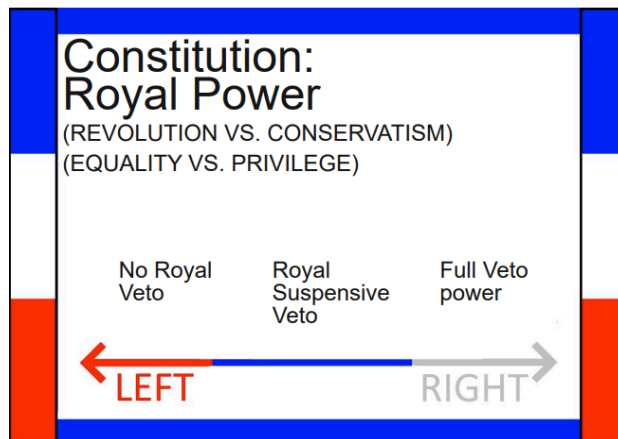 Constitution:
Royal Power
(REVOLUTION VS. CONSERVATISM)
(EQUALITY VS. PRIVILEGE)
No Royal
Veto
Royal
Suspensive
Veto
Full Veto
power
LEFT
RIGHT